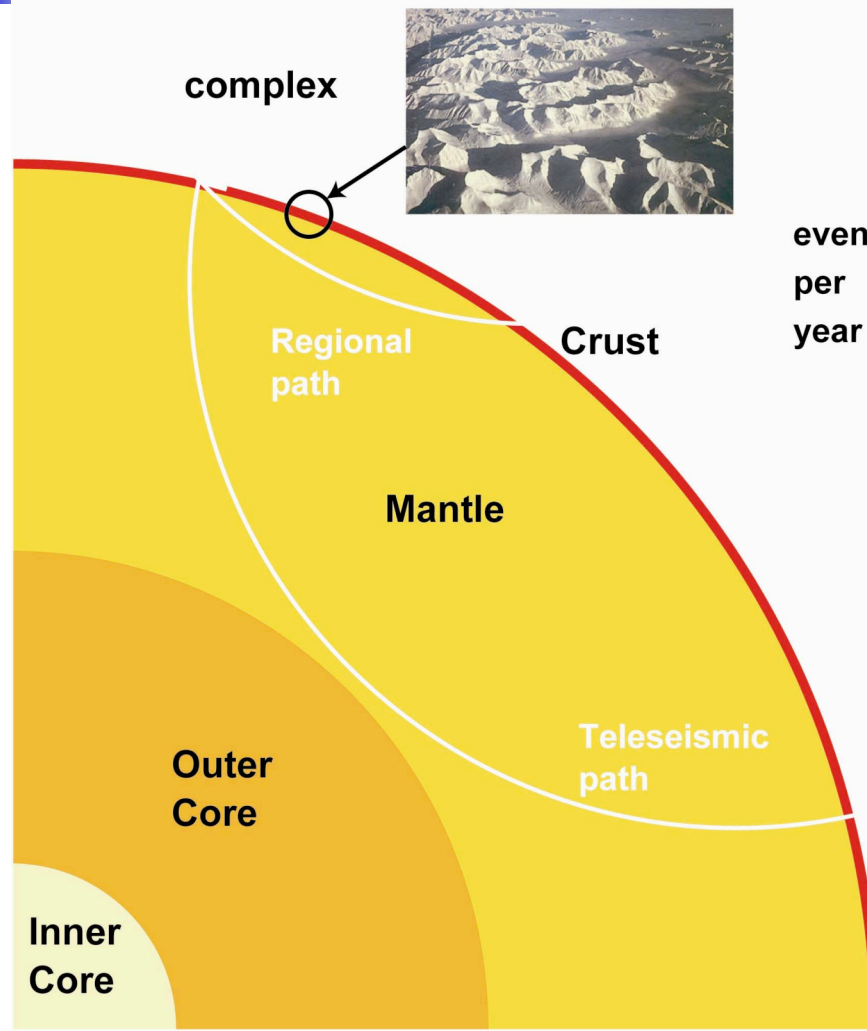 complex
even
per
year
Crust
Regional
path
Mantle
Teleseismic
path
Outer
Core
Inner
Core